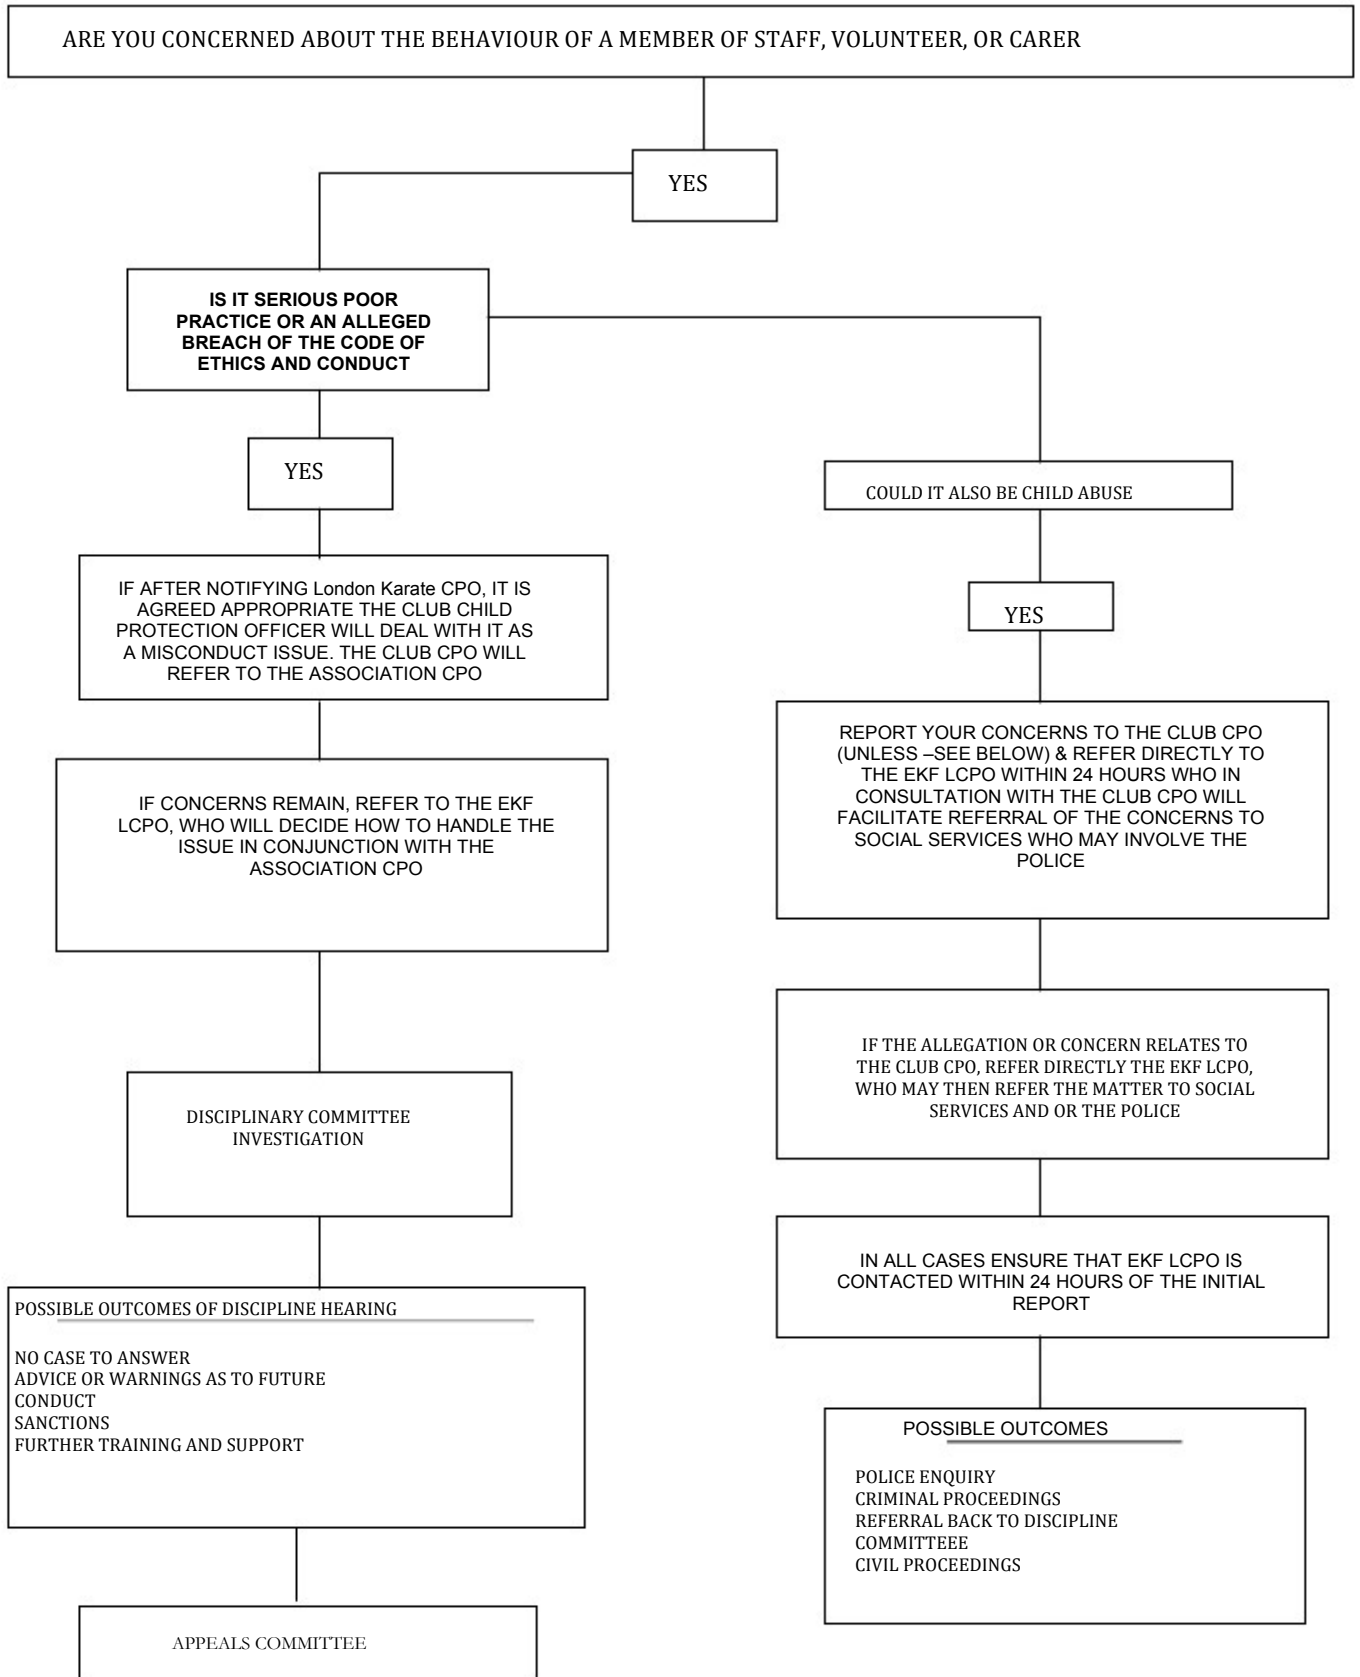 ARE YOU CONCERNED ABOUT THE BEHAVIOUR OF A MEMBER OF STAFF, VOLUNTEER, OR CARER
YES
IS IT SERIOUS POOR
PRACTICE OR AN ALLEGED
BREACH OF THE CODE OF
ETHICS AND CONDUCT
YES
IF AFTER NOTIFYING London Karate CPO, IT IS
AGREED APPROPRIATE THE CLUB CHILD
PROTECTION OFFICER WILL DEAL WITH IT AS
A MISCONDUCT ISSUE. THE CLUB CPO WILL
REFER TO THE ASSOCIATION CPO
IF CONCERNS REMAIN, REFER TO THE EKF
LCPO, WHO WILL DECIDE HOW TO HANDLE THE
ISSUE IN CONJUNCTION WITH THE
ASSOCIATION CPO
DISCIPLINARY COMMITTEE
INVESTIGATION
POSSIBLE OUTCOMES OF DISCIPLINE HEARING
NO CASE TO ANSWER
ADVICE OR WARNINGS AS TO FUTURE
CONDUCT
SANCTIONS
FURTHER TRAINING AND SUPPORT
APPEALS COMMITTEE
COULD IT ALSO BE CHILD ABUSE
YES
REPORT YOUR CONCERNS TO THE CLUB CPO
(UNLESS –SEE BELOW) & REFER DIRECTLY TO
THE EKF LCPO WITHIN 24 HOURS WHO IN
CONSULTATION WITH THE CLUB CPO WILL
FACILITATE REFERRAL OF THE CONCERNS TO
SOCIAL SERVICES WHO MAY INVOLVE THE
POLICE
IF THE ALLEGATION OR CONCERN RELATES TO
THE CLUB CPO, REFER DIRECTLY THE EKF LCPO,
WHO MAY THEN REFER THE MATTER TO SOCIAL
SERVICES AND OR THE POLICE
IN ALL CASES ENSURE THAT EKF LCPO IS
CONTACTED WITHIN 24 HOURS OF THE INITIAL
REPORT
POSSIBLE OUTCOMES
POLICE ENQUIRY
CRIMINAL PROCEEDINGS
REFERRAL BACK TO DISCIPLINE
COMMITTEEE
CIVIL PROCEEDINGS